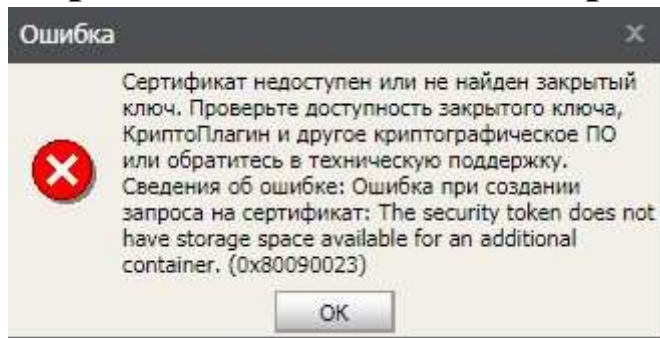 Ошибка
Сертификат недоступен или не найден закрытый
ключ. Проверьте доступность закрытого ключа,
КриптоПлагин и другое криптографическое ПО
или обратитесь в техническую поддержку.
Сведения об ошибке: Ошибка при создании
запроса на сертификат: The security token does not
have storage space available for an additional
container. (0x80090023)
OK